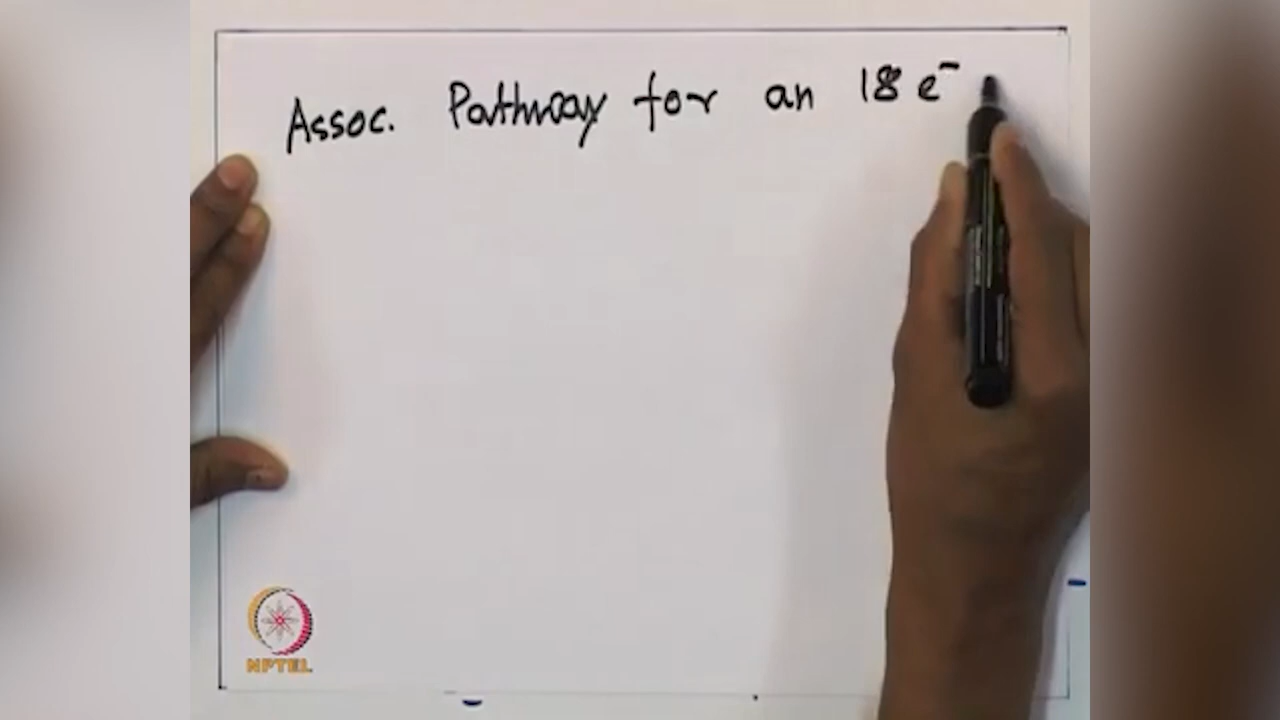 Assoc. Pathway for an 18 e⁻
NPTEL